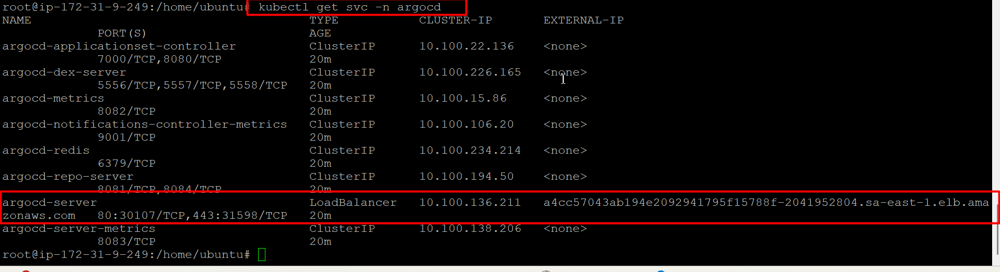 root@ip-172-31-9-249:/home/ubuntu# kubectl get svc -n argocd
NAME TYPE CLUSTER-IP EXTERNAL-IP
PORT(S) AGE
argocd-applicationset-controller ClusterIP 10.100.22.136 <none>
7000/TCP,8080/TCP 20m
argocd-dex-server ClusterIP 10.100.226.165 <none>
5556/TCP,5557/TCP,5558/TCP 20m
argocd-metrics ClusterIP 10.100.15.86 <none>
8082/TCP 20m
argocd-notifications-controller-metrics ClusterIP 10.100.106.20 <none>
9001/TCP 20m
argocd-redis ClusterIP 10.100.234.214 <none>
6379/TCP 20m
argocd-repo-server ClusterIP 10.100.194.50 <none>
8081/TCP,8084/TCP 20m
argocd-server LoadBalancer 10.100.136.211 a4cc57043ab194e2092941795f15788f-2041952804.sa-east-1.elb.ama
zonaws.com 80:30107/TCP,443:31598/TCP 20m
argocd-server-metrics ClusterIP 10.100.138.206 <none>
8083/TCP 20m
root@ip-172-31-9-249:/home/ubuntu#